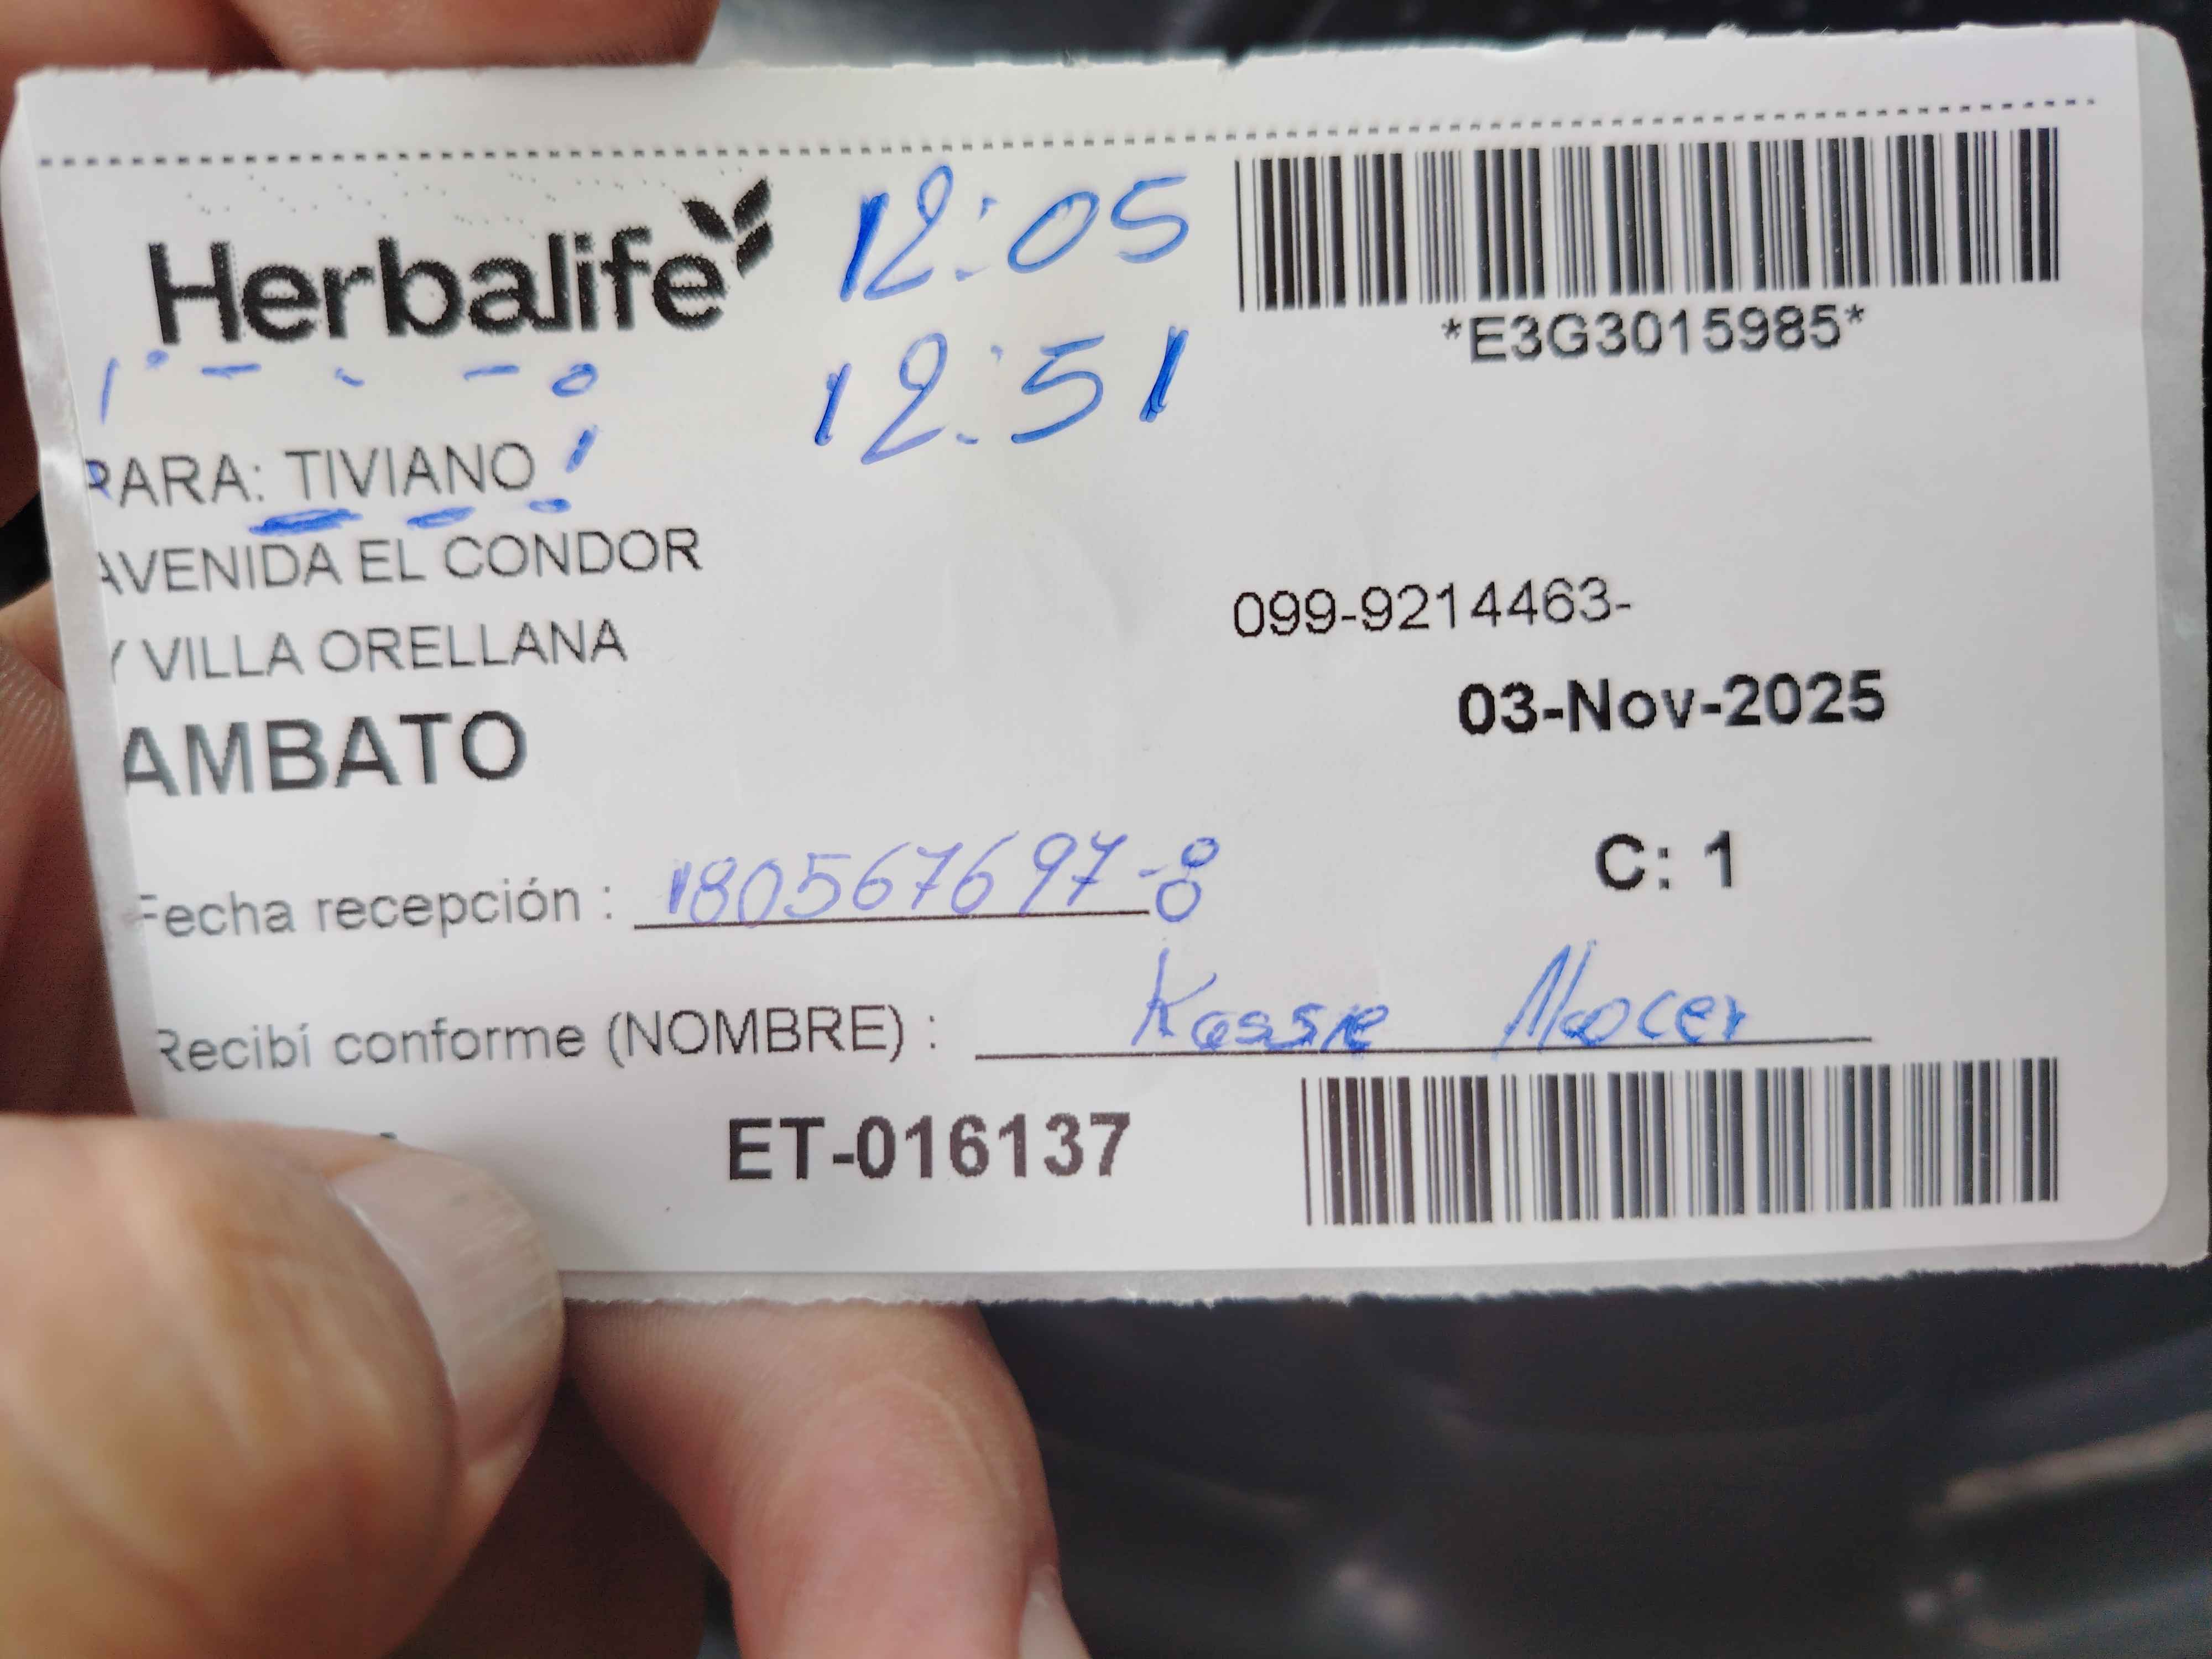 Herbalife
12:05
12:51
*E3G3015985*
PARA: TIVIANO
AVENIDA EL CONDOR
Y VILLA ORELLANA
099-9214463-
03-Nov-2025
AMBATO
C: 1
Fecha recepción : 180567697-8
Recibí conforme (NOMBRE) : Kassie
ET-016137